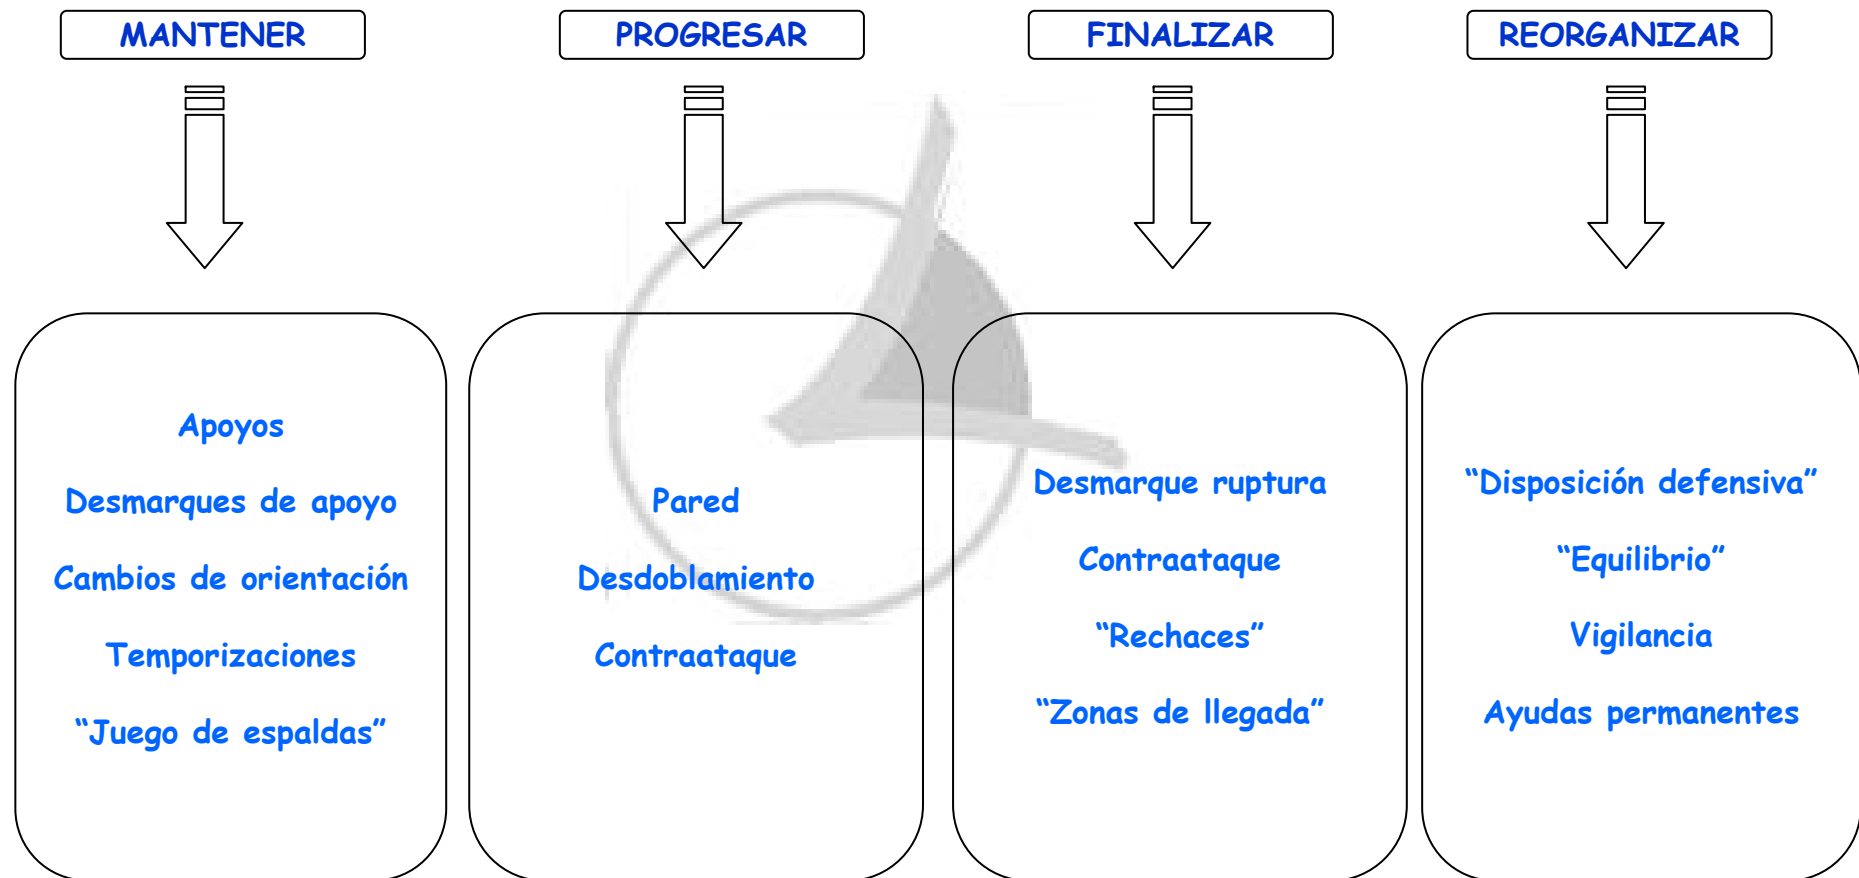 MANTENER
PROGRESAR
FINALIZAR
REORGANIZAR
Apoyos
Desmarques de apoyo
Cambios de orientación
Temporizaciones
“Juego de espaldas”
Pared
Desdoblamiento
Contraataque
Desmarque ruptura
Contraataque
“Rechaces”
“Zonas de llegada”
“Disposición defensiva”
“Equilibrio”
Vigilancia
Ayudas permanentes